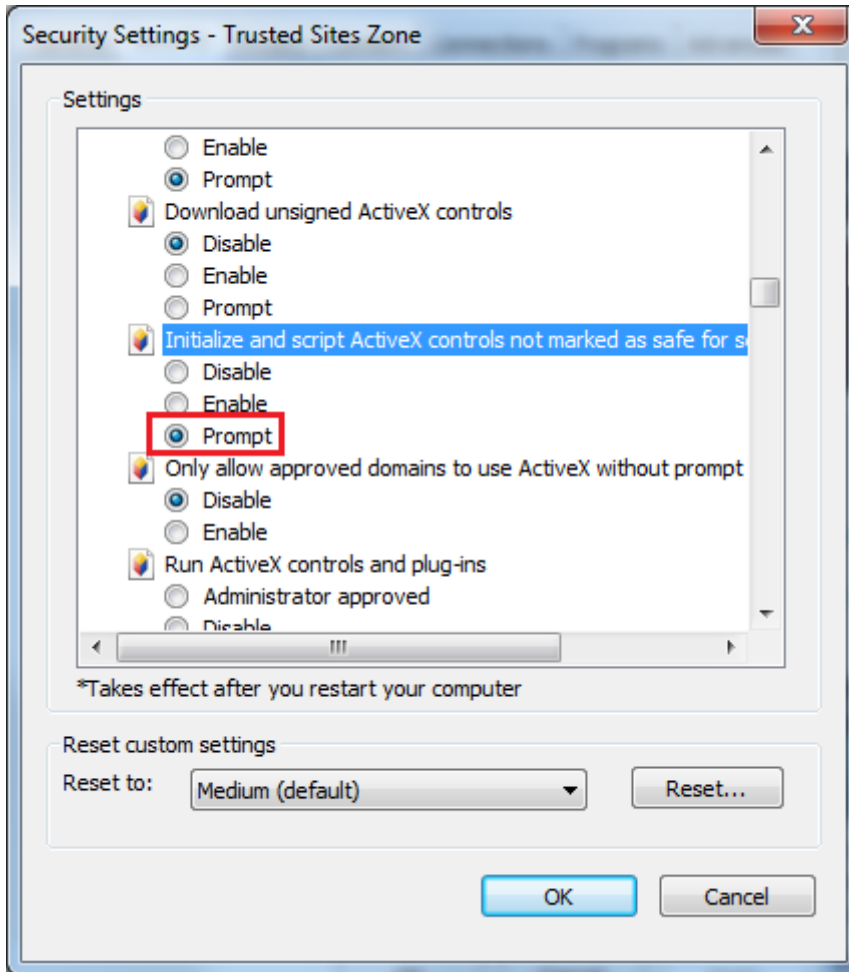 Security Settings - Trusted Sites Zone
Settings
Enable
Prompt
Download unsigned ActiveX controls
Disable
Enable
Prompt
Initialize and script ActiveX controls not marked as safe for s
Disable
Enable
Prompt
Only allow approved domains to use ActiveX without prompt
Disable
Enable
Run ActiveX controls and plug-ins
Administrator approved
Disable
*Takes effect after you restart your computer
Reset custom settings
Reset to: Medium (default) Reset...
OK Cancel